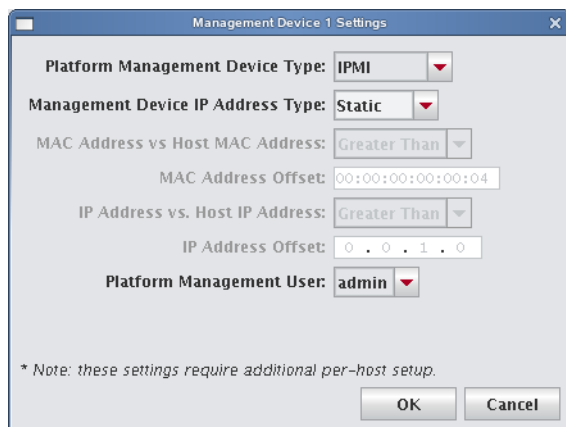 Management Device 1 Settings
Platform Management Device Type: IPMI
Management Device IP Address Type: Static
MAC Address vs Host MAC Address: Greater Than
MAC Address Offset: 00:00:00:00:00:04
IP Address vs. Host IP Address: Greater Than
IP Address Offset: 0 . 0 . 1 . 0
Platform Management User: admin
* Note: these settings require additional per-host setup.
OK Cancel